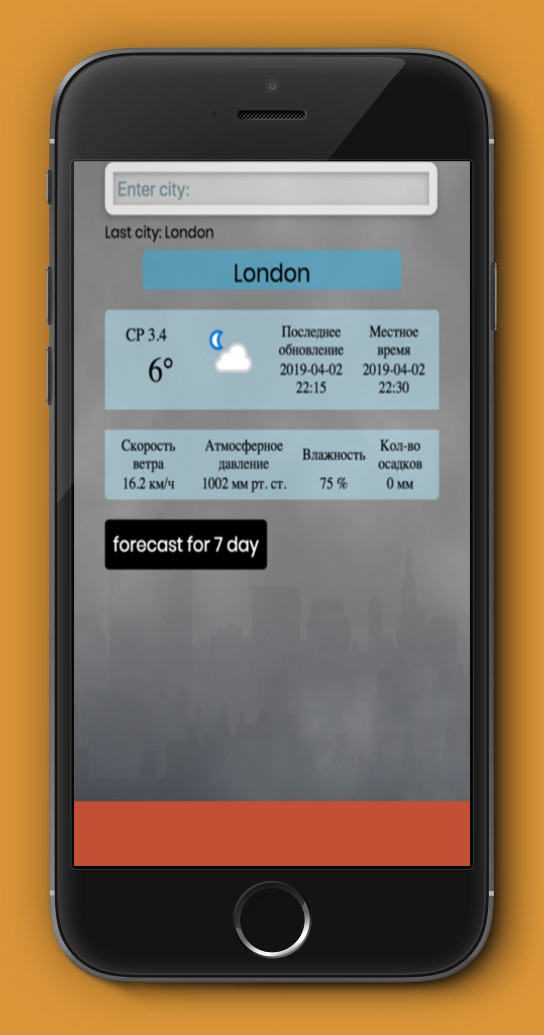 Enter city:
Last city: London
London
СР 3.4
6°
Последнее
обновление
2019-04-02
22:15
Местное
время
2019-04-02
22:30
Скорость
ветра
16.2 км/ч
Атмосферное
давление
1002 мм рт. ст.
Влажность
75 %
Кол-во
осадков
0 мм
forecast for 7 day